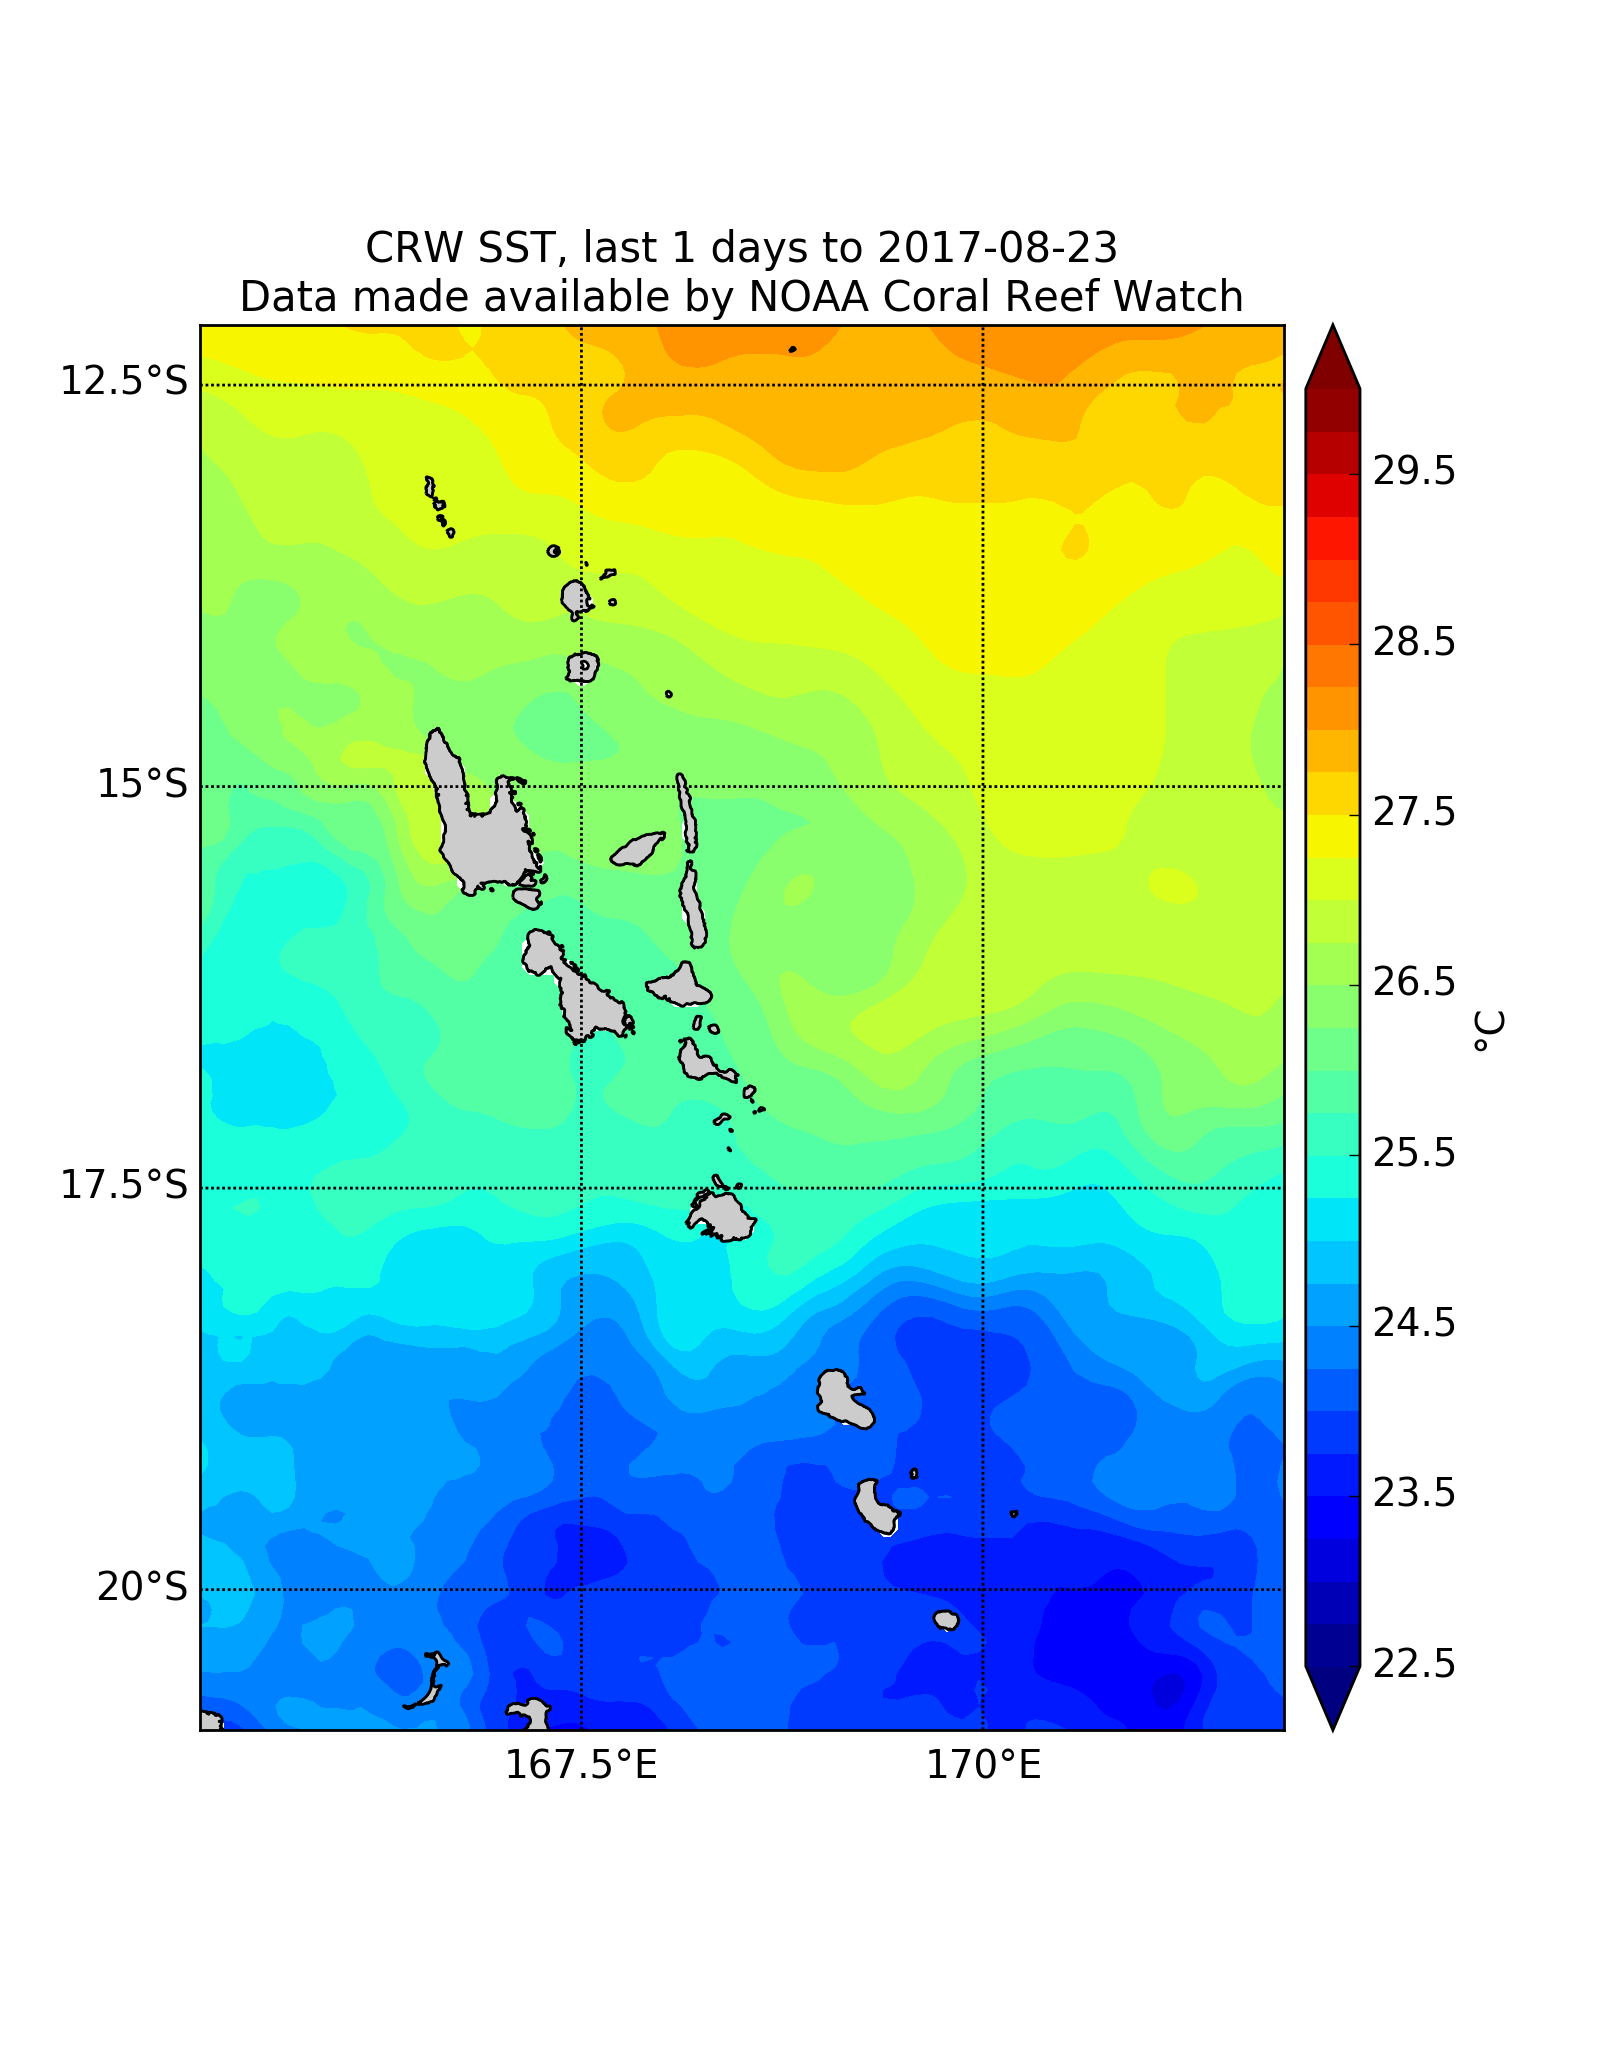 CRW SST, last 1 days to 2017-08-23
Data made available by NOAA Coral Reef Watch
12.5°S
15°S
17.5°S
20°S
167.5°E
170°E
29.5
28.5
27.5
26.5
25.5
24.5
23.5
22.5
°C